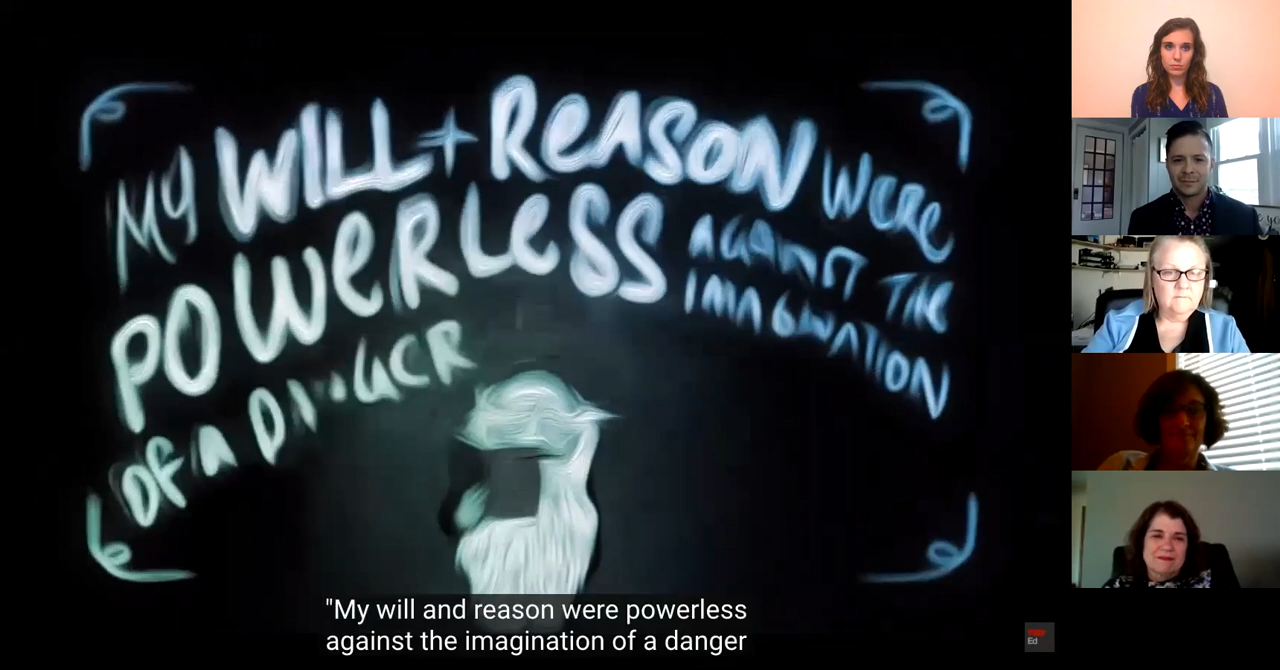 MY WILL + REASON WERE
POWERLESS AGAINST THE
IMAGINATION
OF A DANGER
"My will and reason were powerless
against the imagination of a danger
Ed